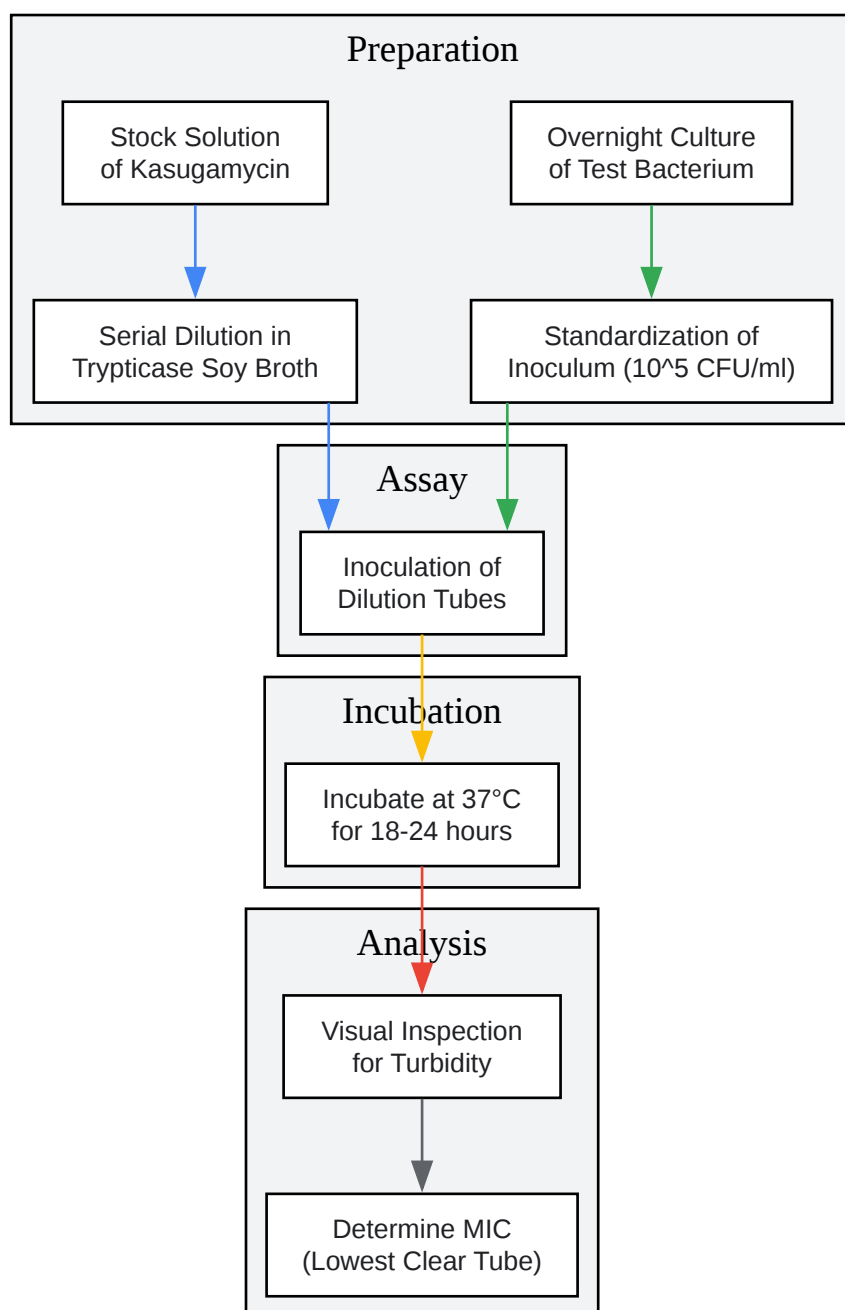 Preparation
Stock Solution
of Kasugamycin
Overnight Culture
of Test Bacterium
Serial Dilution in
Trypticase Soy Broth
Standardization of
Inoculum (10^5 CFU/ml)
Assay
Inoculation of
Dilution Tubes
Incubation
Incubate at 37°C
for 18-24 hours
Analysis
Visual Inspection
for Turbidity
Determine MIC
(Lowest Clear Tube)